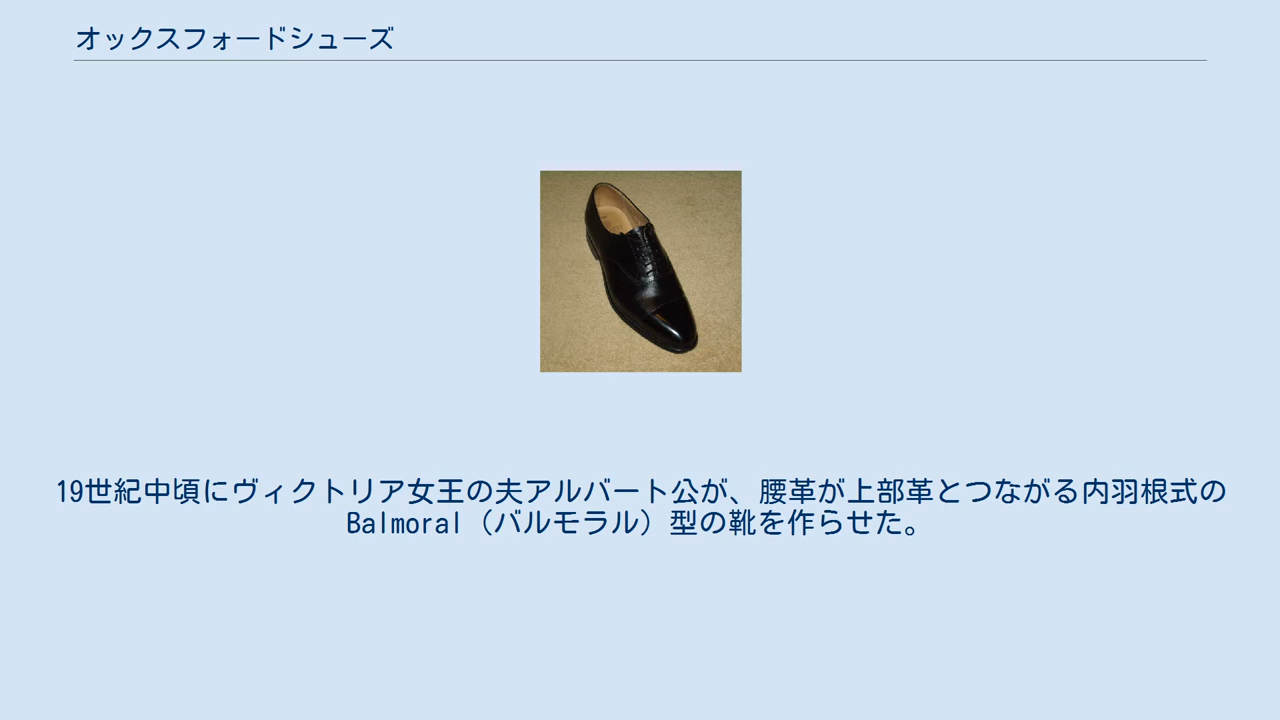 オックスフォードシューズ
19世紀中頃にヴィクトリア女王の夫アルバート公が、腰革が上部革とつながる内羽根式の
Balmoral（バルモラル）型の靴を作らせた。